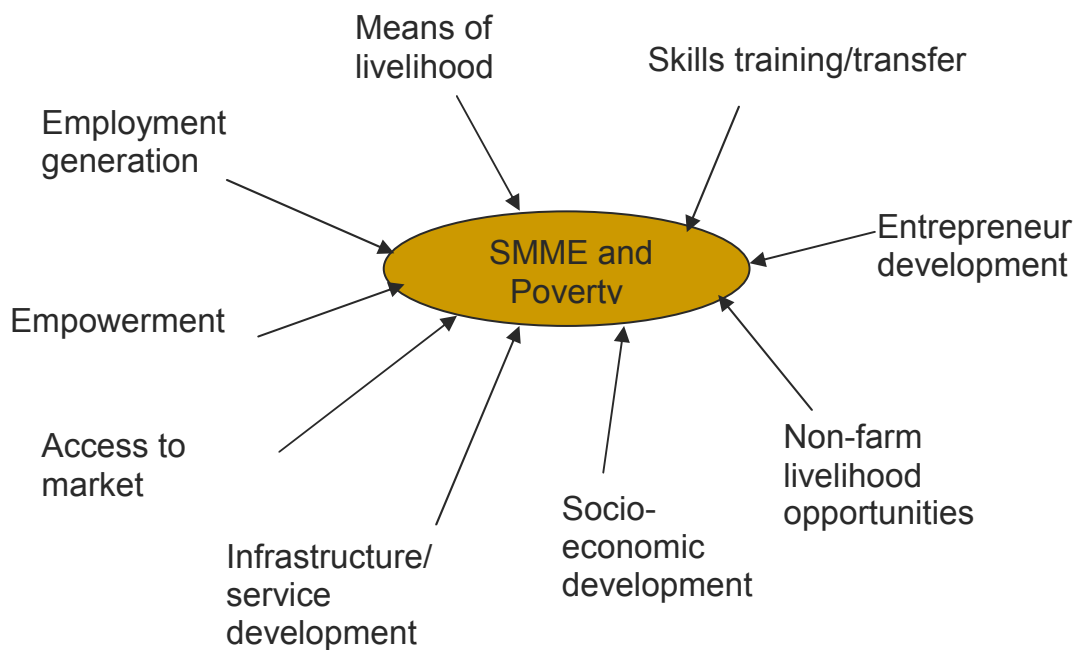 Means of
livelihood
Skills training/transfer
Employment
generation
SMME and
Poverty
Entrepreneur
development
Empowerment
Access to
market
Non-farm
livelihood
opportunities
Socio-
economic
development
Infrastructure/
service
development